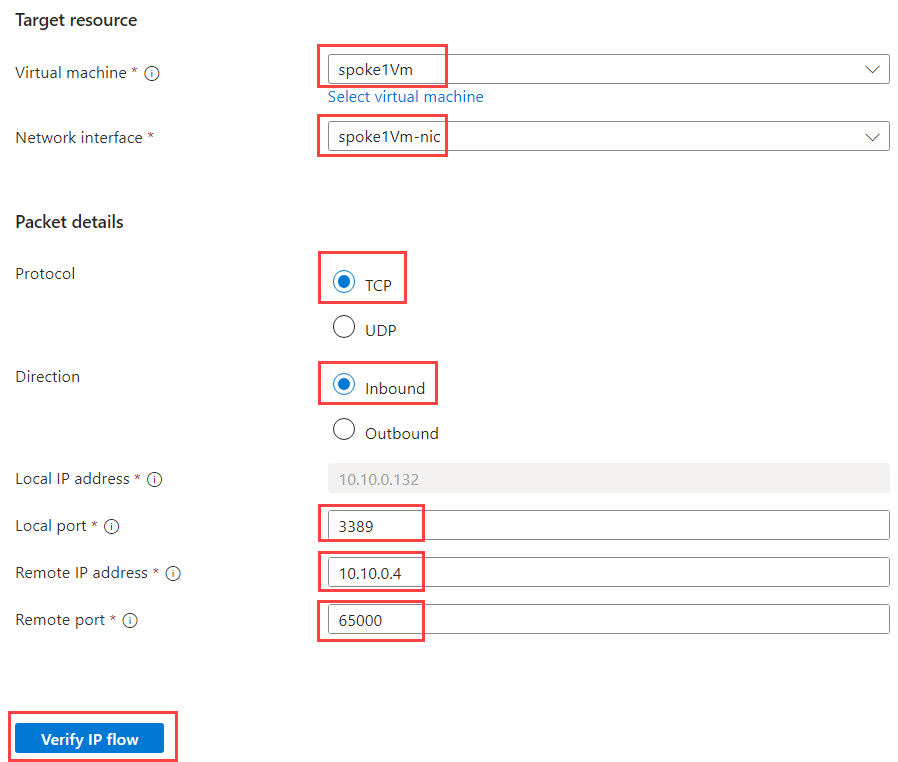 Target resource
Virtual machine *
spoke1Vm
Select virtual machine
Network interface *
spoke1Vm-nic
Packet details
Protocol
TCP
UDP
Direction
Inbound
Outbound
Local IP address *
10.10.0.132
Local port *
3389
Remote IP address *
10.10.0.4
Remote port *
65000
Verify IP flow